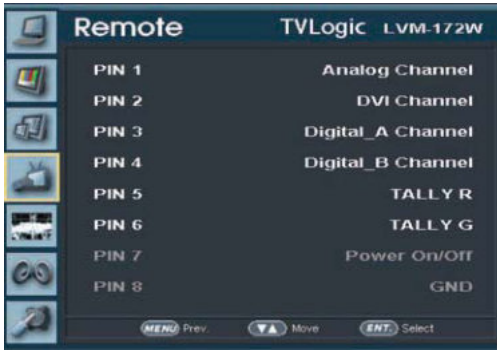 Remote TVLogic LVM-172W
PIN 1 Analog Channel
PIN 2 DVI Channel
PIN 3 Digital_A Channel
PIN 4 Digital_B Channel
PIN 5 TALLY R
PIN 6 TALLY G
PIN 7 Power On/Off
PIN 8 GND
MENU Prev. ▼▲ Move ENT. Select